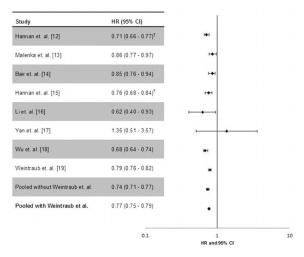 Study HR (95% CI)
Hannan et al. [12] 0.71 (0.66 - 0.77)†
Malenka et al. [13] 0.86 (0.77 - 0.97)
Bair et al. [14] 0.85 (0.76 - 0.94)
Hannan et al. [15] 0.76 (0.68 - 0.84)†
Li et al. [16] 0.62 (0.40 - 0.93)
Yan et al. [17] 1.35 (0.51 - 3.57)
Wu et al. [18] 0.68 (0.64 - 0.74)
Weintraub et al. [19] 0.79 (0.76 - 0.82)
Pooled without Weintraub et al. 0.74 (0.71 - 0.77)
Pooled with Weintraub et al. 0.77 (0.75 - 0.79)
0.1 1 10
HR and 95% CI